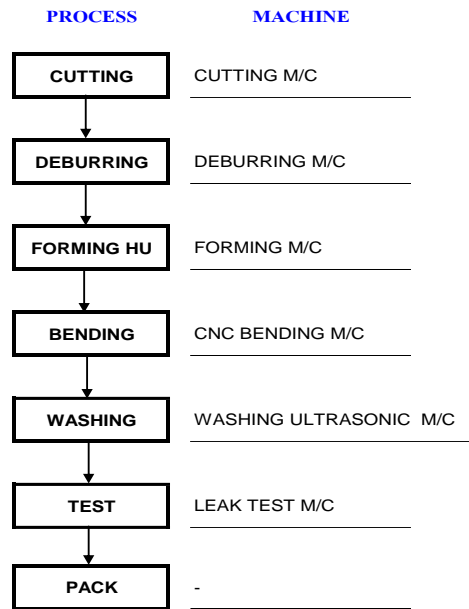 PROCESS MACHINE
CUTTING CUTTING M/C
DEBURRING DEBURRING M/C
FORMING HU FORMING M/C
BENDING CNC BENDING M/C
WASHING WASHING ULTRASONIC M/C
TEST LEAK TEST M/C
PACK -